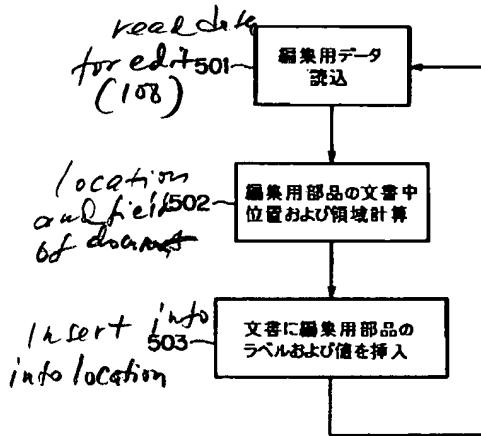 read data
for edit
(108)
501
編集用データ
読込
location
and field
of document
502
編集用部品の文書中
位置および領域計算
Insert info
into location
503
文書に編集用部品の
ラベルおよび値を挿入